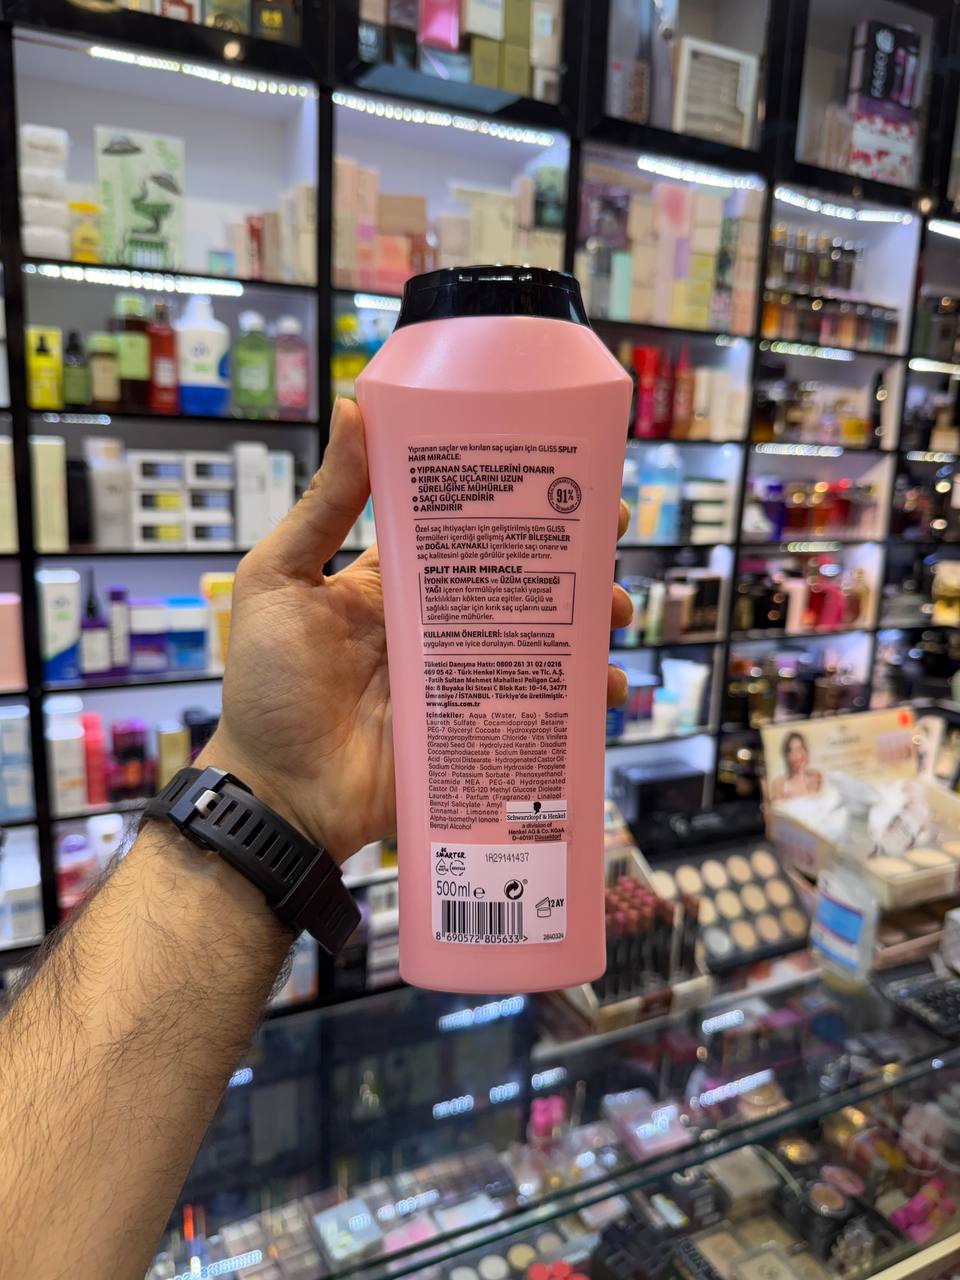 Yıpranan saçlar ve kırılan saç uçları için GLISS SPLIT
HAIR MIRACLE:
YIPRANAN SAÇ TELLERİNİ ONARIR
KIRIK SAÇ UÇLARINI UZUN
SÜRELİĞİNE MÜHÜRLER
SAÇI GÜÇLENDİRİR
ARINDIRIR
91%
Özel saç ihtiyaçları için geliştirilmiş tüm GLISS
formülleri içerdiği gelişmiş AKTİF BİLEŞENLER
ve DOĞAL KAYNAKLI içeriklerle saçı onarır ve
saç kalitesini gözle görülür şekilde artırır.
SPLIT HAIR MIRACLE
İYONİK KOMPLEKS ve ÜZÜM ÇEKİRDEĞİ
YAĞI içeren formülüyle saçtaki yapısal
farklılıkları kökten uca eşitler. Güçlü ve
sağlıklı saçlar için kırık saç uçlarını uzun
süreliğine mühürler.
KULLANIM ÖNERİLERİ: Islak saçlarınıza
uygulayın ve iyice durulayın. Düzenli kullanın.
Tüketici Danışma Hattı: 0800 261 31 02 / 0216
469 05 42 · Türk Henkel Kimya San. ve Tic. A.Ş.
· Fatih Sultan Mehmet Mahallesi Poligon Cad. ·
No: 8 Buyaka İki Sitesi C Blok Kat: 10-14, 34771
Ümraniye / İSTANBUL · Türkiye'de üretilmiştir. ·
www.gliss.com.tr
İçindekiler: Aqua (Water, Eau) · Sodium
Laureth Sulfate · Cocamidopropyl Betaine ·
PEG-7 Glyceryl Cocoate · Hydroxypropyl Guar
Hydroxypropyltrimonium Chloride · Vitis Vinifera
(Grape) Seed Oil · Hydrolyzed Keratin · Disodium
Cocoamphodiacetate · Sodium Benzoate · Citric
Acid · Glycol Distearate · Hydrogenated Castor Oil ·
Sodium Chloride · Sodium Hydroxide · Propylene
Glycol · Potassium Sorbate · Phenoxyethanol ·
Cocamide MEA · PEG-40 Hydrogenated
Castor Oil · PEG-120 Methyl Glucose Dioleate ·
Laureth-4 · Parfum (Fragrance) · Linalool ·
Benzyl Salicylate · Amyl
Cinnamal · Limonene ·
Alpha-Isomethyl Ionone ·
Benzyl Alcohol
Schwarzkopf & Henkel
a division of
Henkel AG & Co. KGaA
D-40191 Düsseldorf
BE
SMARTER
1A29141437
500ml e
12 AY
8 690572 805633 >
2840324